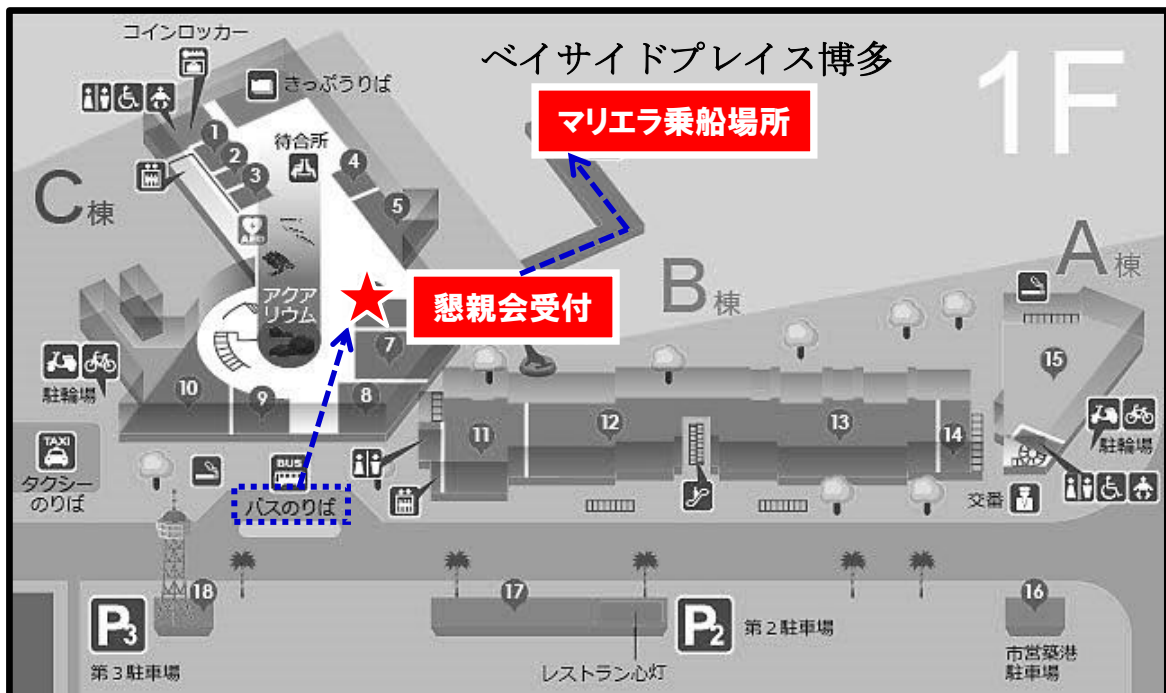 コインロッカー
ベイサイドプレイス博多
1F
きっぷうりば
マリエラ乗船場所
待合所
1
2
3
4
5
C棟
AED
アクア
リウム
懇親会受付
B棟
A棟
7
15
駐輪場
10
9
8
11
12
13
14
駐輪場
TAXI
タクシー
のりば
BUS
バスのりば
交番
18
17
16
P3
第3駐車場
P2
第2駐車場
レストラン心灯
市営築港
駐車場